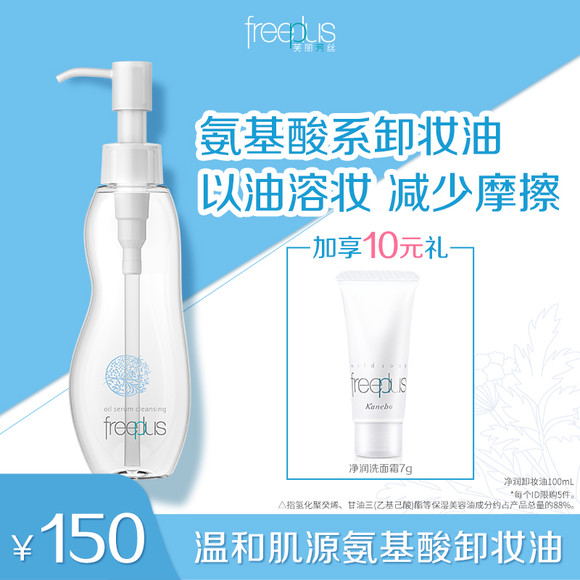 freeplus
芙丽芳丝
氨基酸系卸妆油
以油溶妆 减少摩擦
加享10元礼
mild soap
freeplus
Kanebo
净润洗面霜7g
oil serum cleansing
freeplus
净润卸妆油100mL
*每个ID限购5件。
△指氢化聚癸烯、甘油三(乙基己酸)酯等保湿美容油成分约占产品总量的88%。
¥150
温和肌源氨基酸卸妆油